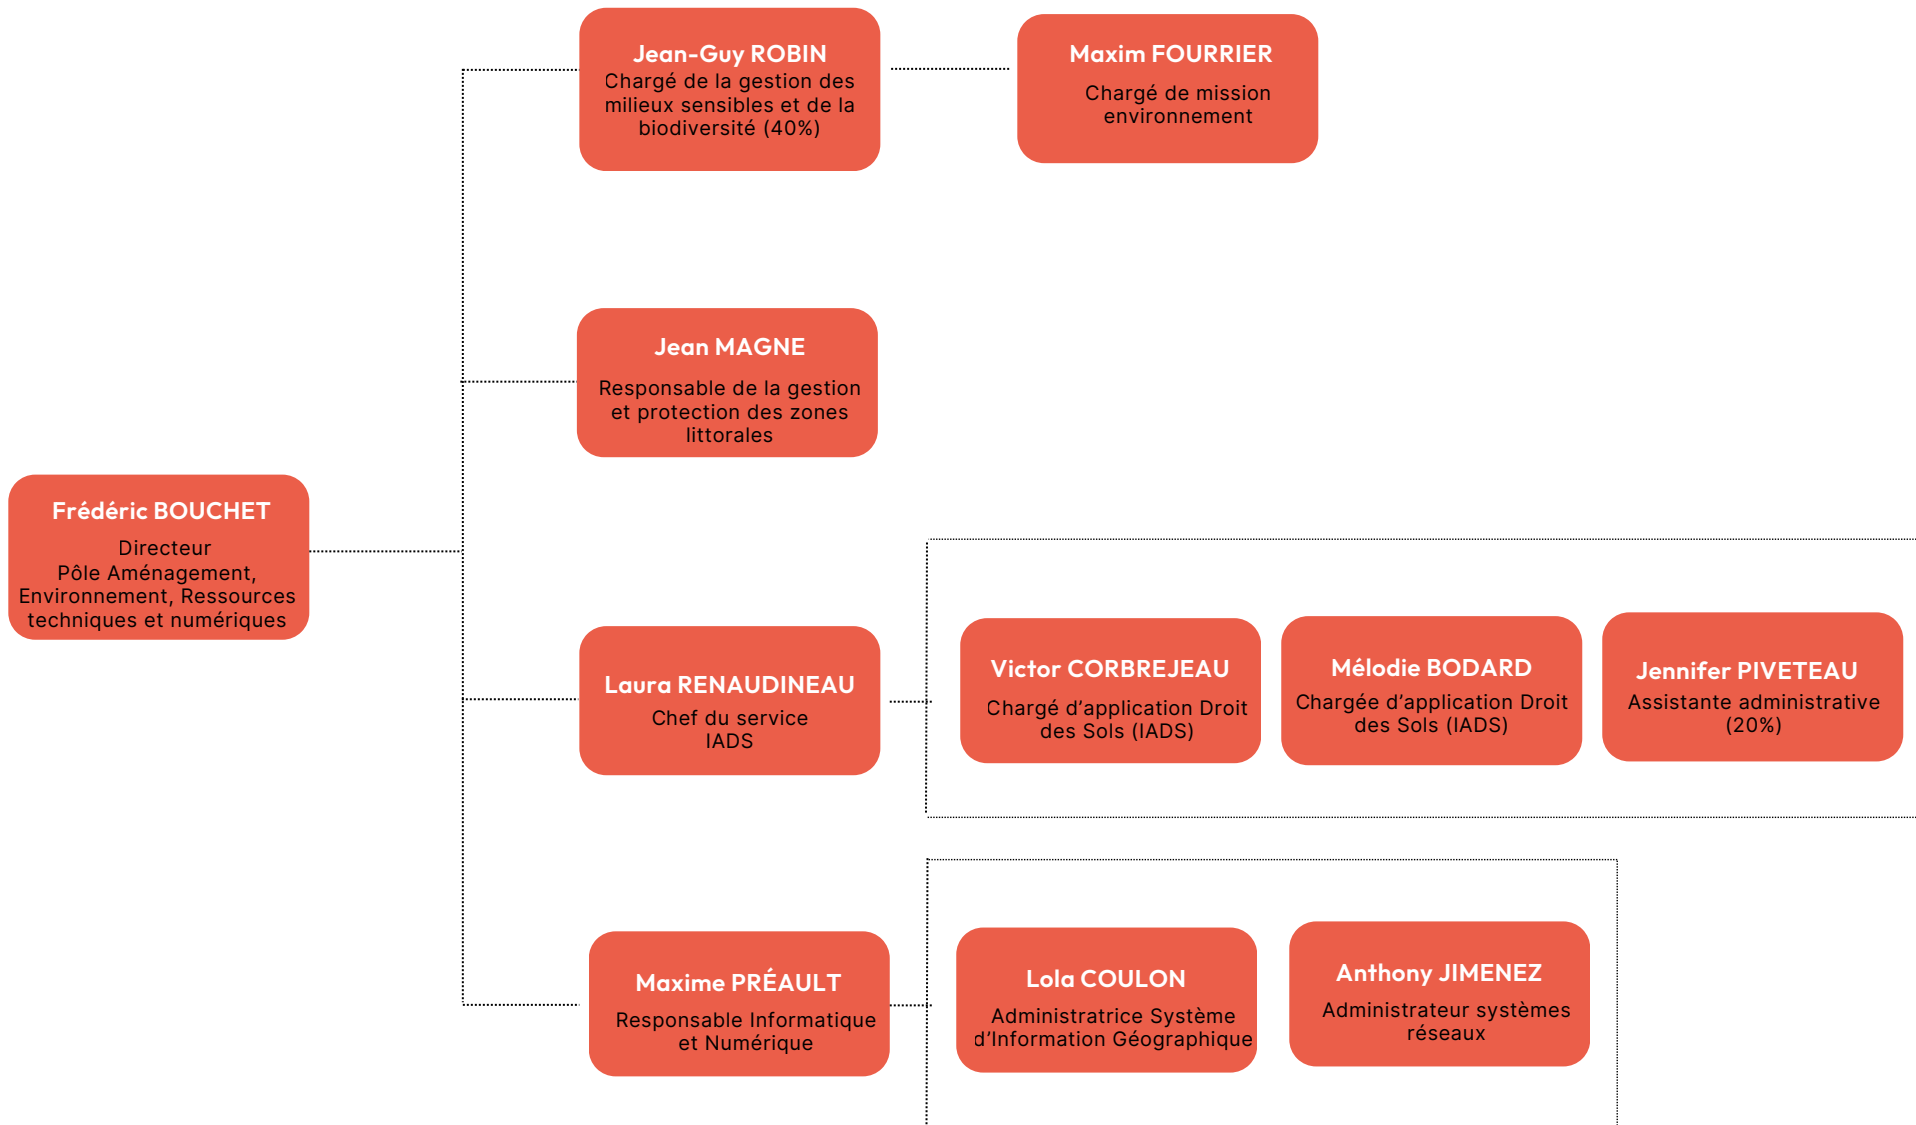 Jean-Guy ROBIN
Chargé de la gestion des
milieux sensibles et de la
biodiversité (40%)
Maxim FOURRIER
Chargé de mission
environnement
Jean MAGNE
Responsable de la gestion
et protection des zones
littorales
Frédéric BOUCHET
Directeur
Pôle Aménagement,
Environnement, Ressources
techniques et numériques
Laura RENAUDINEAU
Chef du service
IADS
Victor CORBREJEAU
Chargé d’application Droit
des Sols (IADS)
Mélodie BODARD
Chargée d’application Droit
des Sols (IADS)
Jennifer PIVETEAU
Assistante administrative
(20%)
Maxime PRÉAULT
Responsable Informatique
et Numérique
Lola COULON
Administratrice Système
d’Information Géographique
Anthony JIMENEZ
Administrateur systèmes
réseaux